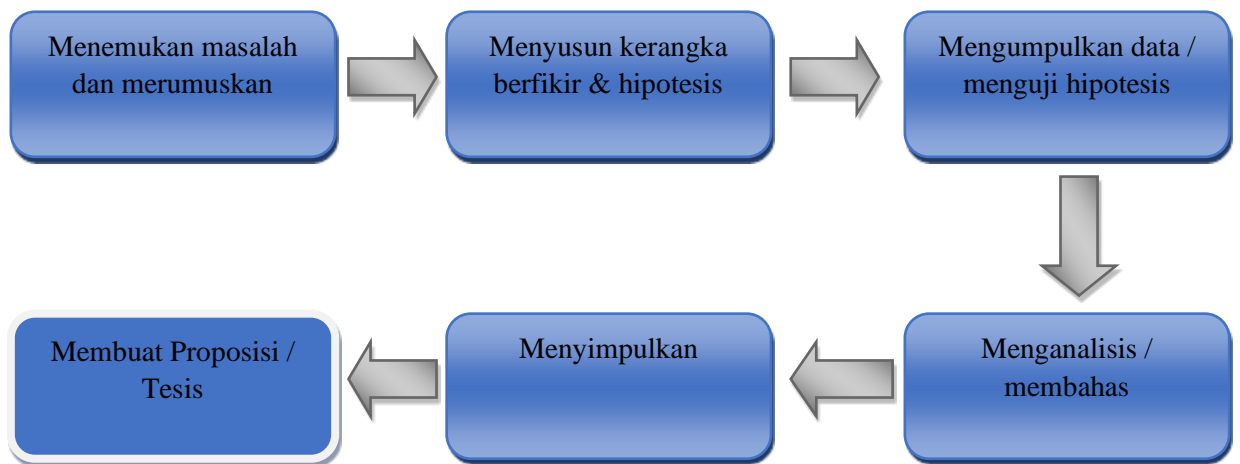 Menemukan masalah
dan merumuskan
Menyusun kerangka
berfikir & hipotesis
Mengumpulkan data /
menguji hipotesis
Menganalisis /
membahas
Menyimpulkan
Membuat Proposisi /
Tesis